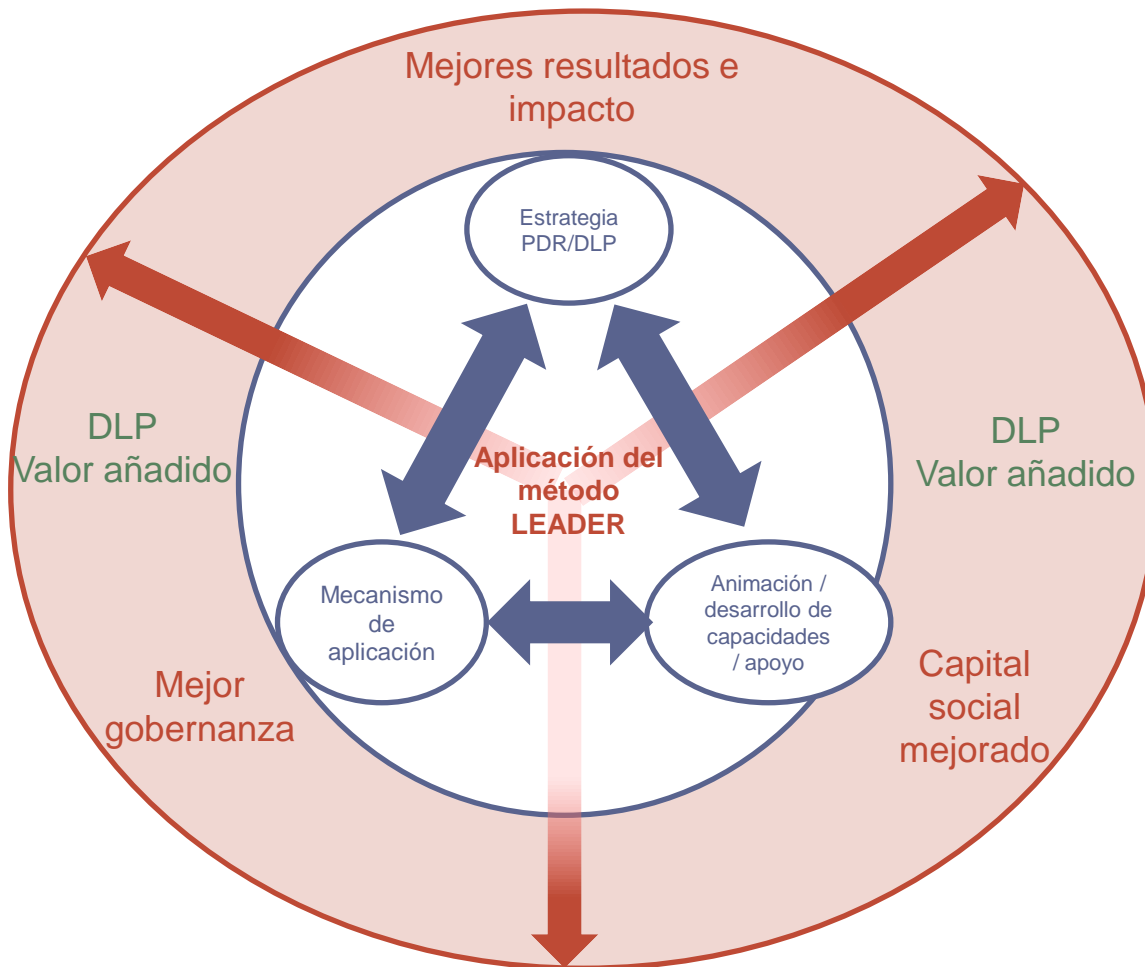 Mejores resultados e
impacto
Estrategia
PDR/DLP
DLP
Valor añadido
DLP
Valor añadido
Aplicación del
método
LEADER
Mecanismo
de
aplicación
Animación /
desarrollo de
capacidades
/ apoyo
Mejor
gobernanza
Capital
social
mejorado